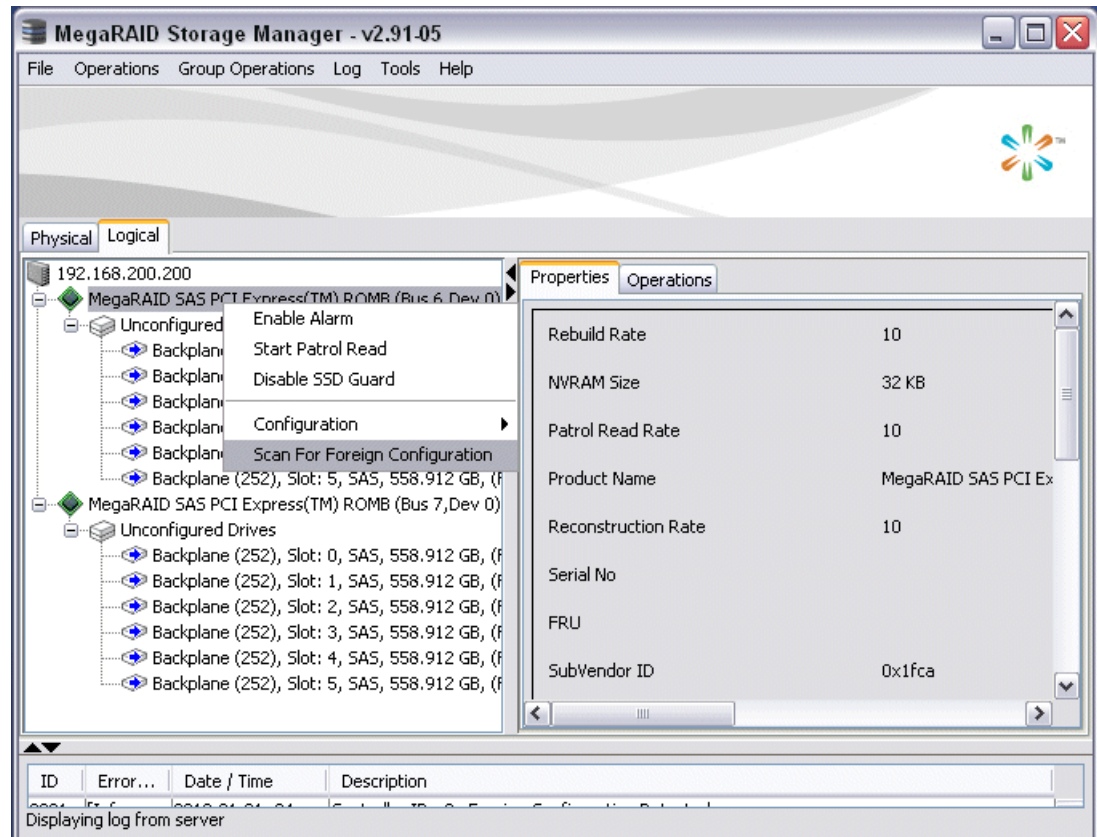 MegaRAID Storage Manager - v2.91-05
File Operations Group Operations Log Tools Help
TM
Physical Logical
192.168.200.200
MegaRAID SAS PCI Express(TM) ROMB (Bus 6,Dev 0)
Unconfigured
Backplan
Backplan
Backplan
Backplan
Backplan
Backplane (252), Slot: 5, SAS, 558.912 GB, (F
MegaRAID SAS PCI Express(TM) ROMB (Bus 7,Dev 0)
Unconfigured Drives
Backplane (252), Slot: 0, SAS, 558.912 GB, (F
Backplane (252), Slot: 1, SAS, 558.912 GB, (F
Backplane (252), Slot: 2, SAS, 558.912 GB, (F
Backplane (252), Slot: 3, SAS, 558.912 GB, (F
Backplane (252), Slot: 4, SAS, 558.912 GB, (F
Backplane (252), Slot: 5, SAS, 558.912 GB, (F
Enable Alarm
Start Patrol Read
Disable SSD Guard
Configuration
Scan For Foreign Configuration
Properties Operations
Rebuild Rate 10
NVRAM Size 32 KB
Patrol Read Rate 10
Product Name MegaRAID SAS PCI Ex
Reconstruction Rate 10
Serial No
FRU
SubVendor ID 0x1fca
ID Error... Date / Time Description
Displaying log from server